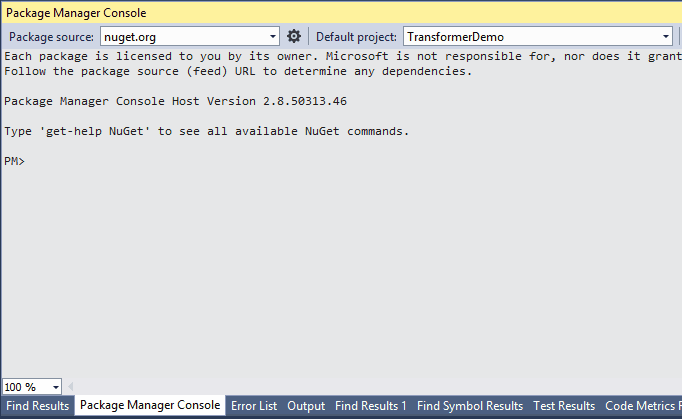 Package Manager Console
Package source: nuget.org Default project: TransformerDemo
Each package is licensed to you by its owner. Microsoft is not responsible for, nor does it grant
Follow the package source (feed) URL to determine any dependencies.
Package Manager Console Host Version 2.8.50313.46
Type 'get-help NuGet' to see all available NuGet commands.
PM>
100 %
Find Results Package Manager Console Error List Output Find Results 1 Find Symbol Results Test Results Code Metrics